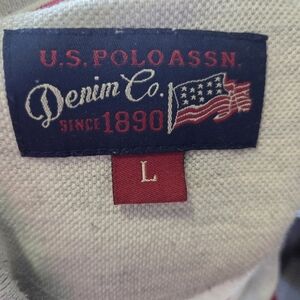 U.S. POLO ASSN.
Denim Co.
SINCE 1890
L